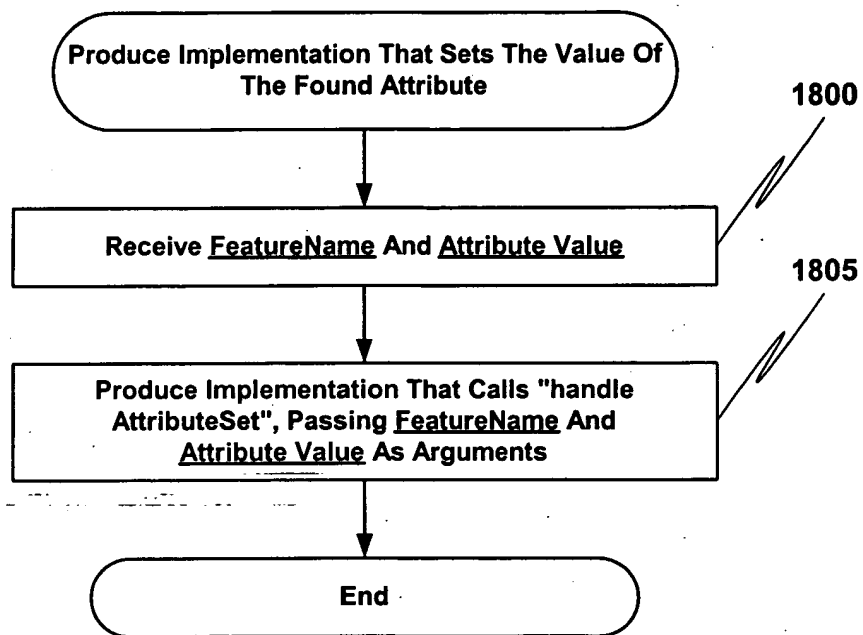 Produce Implementation That Sets The Value Of
The Found Attribute
1800
Receive FeatureName And Attribute Value
1805
Produce Implementation That Calls "handle
AttributeSet", Passing FeatureName And
Attribute Value As Arguments
End